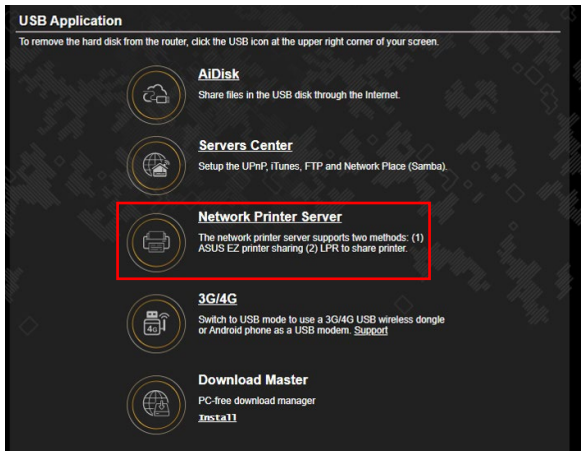 USB Application
To remove the hard disk from the router, click the USB icon at the upper right corner of your screen.
AiDisk
Share files in the USB disk through the Internet.
Servers Center
Setup the UPnP, iTunes, FTP and Network Place (Samba).
Network Printer Server
The network printer server supports two methods: (1)
ASUS EZ printer sharing (2) LPR to share printer.
3G/4G
Switch to USB mode to use a 3G/4G USB wireless dongle
or Android phone as a USB modem. Support
4G
Download Master
PC-free download manager
Install